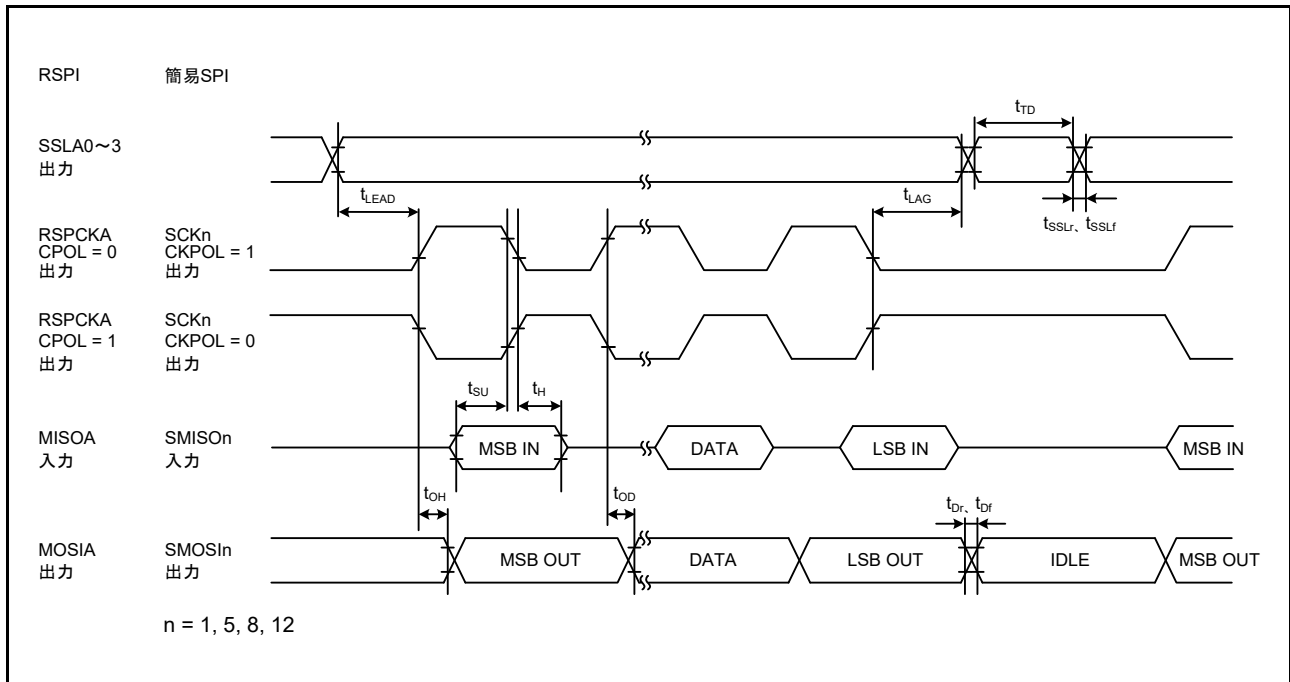 RSPI 簡易SPI
SSLA0～3
出力
tTD
tLEAD
tLAG
tSSLr、tSSLf
RSPCKA SCKn
CPOL = 0 CKPOL = 1
出力 出力
RSPCKA SCKn
CPOL = 1 CKPOL = 0
出力 出力
tSU tH
MISOA SMISOn
入力 入力
MSB IN DATA LSB IN MSB IN
tOH tOD tDr、tDf
MOSIA SMOSIn
出力 出力
MSB OUT DATA LSB OUT IDLE MSB OUT
n = 1, 5, 8, 12